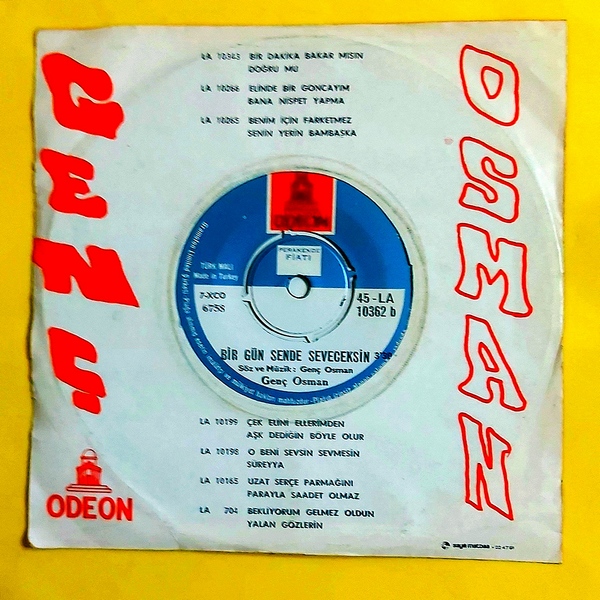 LA 10343 BİR DAKİKA BAKAR MISIN
DOĞRU MU
LA 10266 ELİNDE BİR GONCAYIM
BANA NİSPET YAPMA
LA 10265 BENİM İÇİN FARKETMEZ
SENİN YERİN BAMBAŞKA
GENÇ
OSMAN
ODEON
PERAKENDE
FİATI
TÜRK MALI
Made in Turkey
7-XCO
6758
45-LA
10362 b
BİR GÜN SENDE SEVECEKSİN
Söz ve Müzik : Genç Osman
Genç Osman
LA 10199 ÇEK ELİNİ ELLERİMDEN
AŞK DEDİĞİN BÖYLE OLUR
LA 10198 O BENİ SEVSİN SEVMESİN
SÜREYYA
LA 10165 UZAT SERÇE PARMAĞINI
PARAYLA SAADET OLMAZ
LA 704 BEKLİYORUM GELMEZ OLDUN
YALAN GÖZLERİN
ODEON